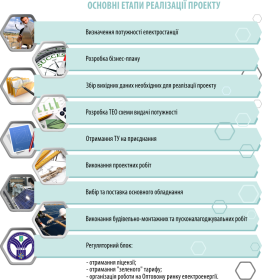 ОСНОВНІ ЕТАПИ РЕАЛІЗАЦІЇ ПРОЕКТУ
Визначення потужності електростанції
Розробка бізнес-плану
Збір вихідних даних необхідних для реалізації проекту
Розробка ТЕО схеми видачі потужності
Отримання ТУ на приєднання
Виконання проектних робіт
Вибір та поставка основного обладнання
Виконання будівельно-монтажних та пусконалагоджувальних робіт
Регуляторний блок:
- отримання ліцензії;
- отримання "зеленого" тарифу;
- організація роботи на Оптовому ринку електроенергії.